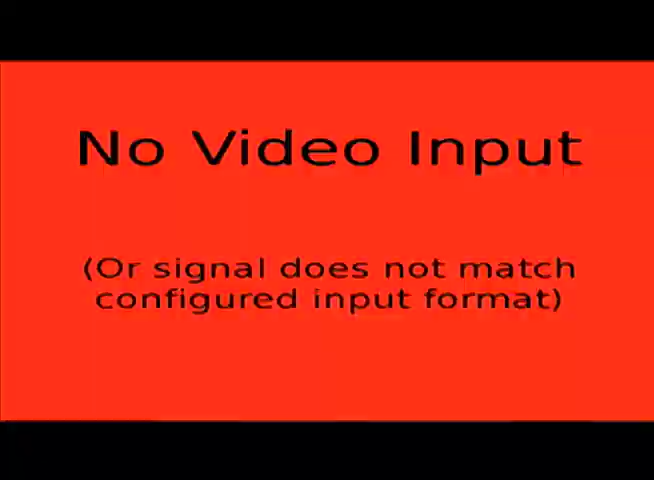 No Video Input
(Or signal does not match
configured input format)